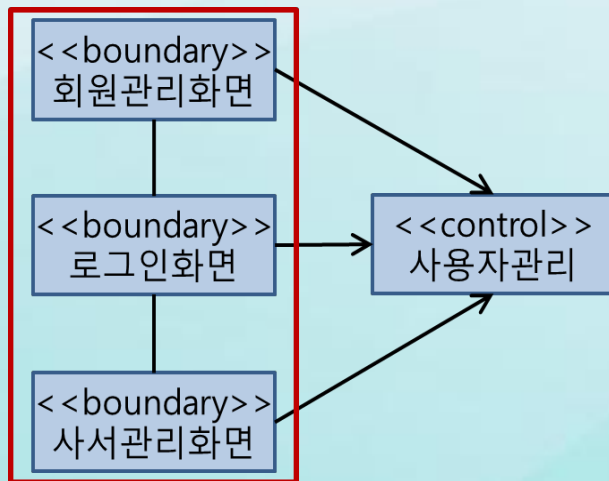 <<boundary>>
회원관리화면
<<boundary>>
로그인화면
<<control>>
사용자관리
<<boundary>>
사서관리화면